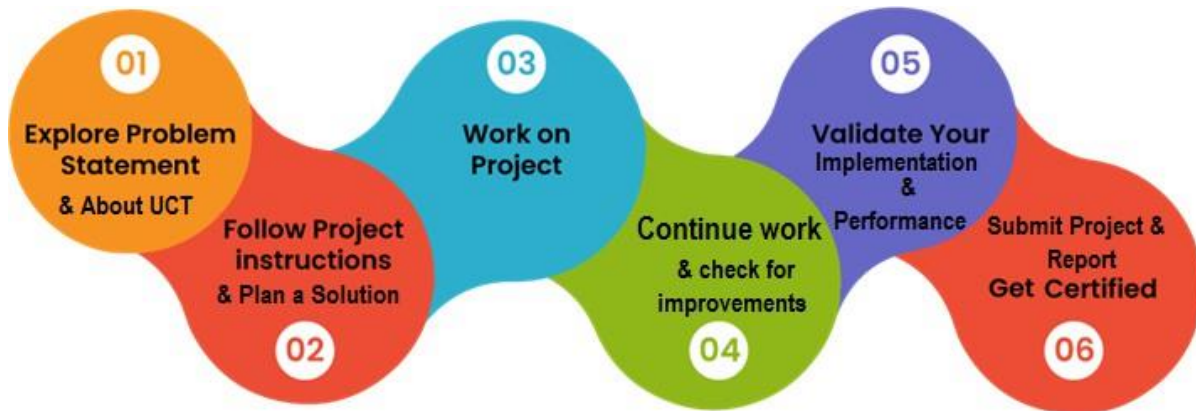 01
Explore Problem
Statement
& About UCT
Follow Project
instructions
& Plan a Solution
02
03
Work on
Project
Continue work
& check for
improvements
04
05
Validate Your
Implementation
&
Performance
Submit Project &
Report
Get Certified
06